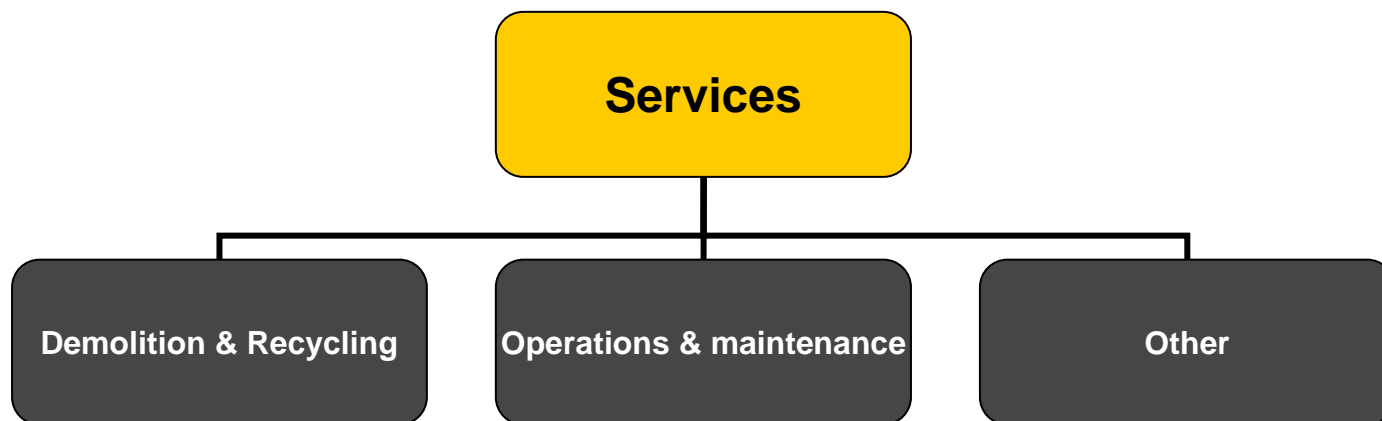 Services
Demolition & Recycling
Operations & maintenance
Other